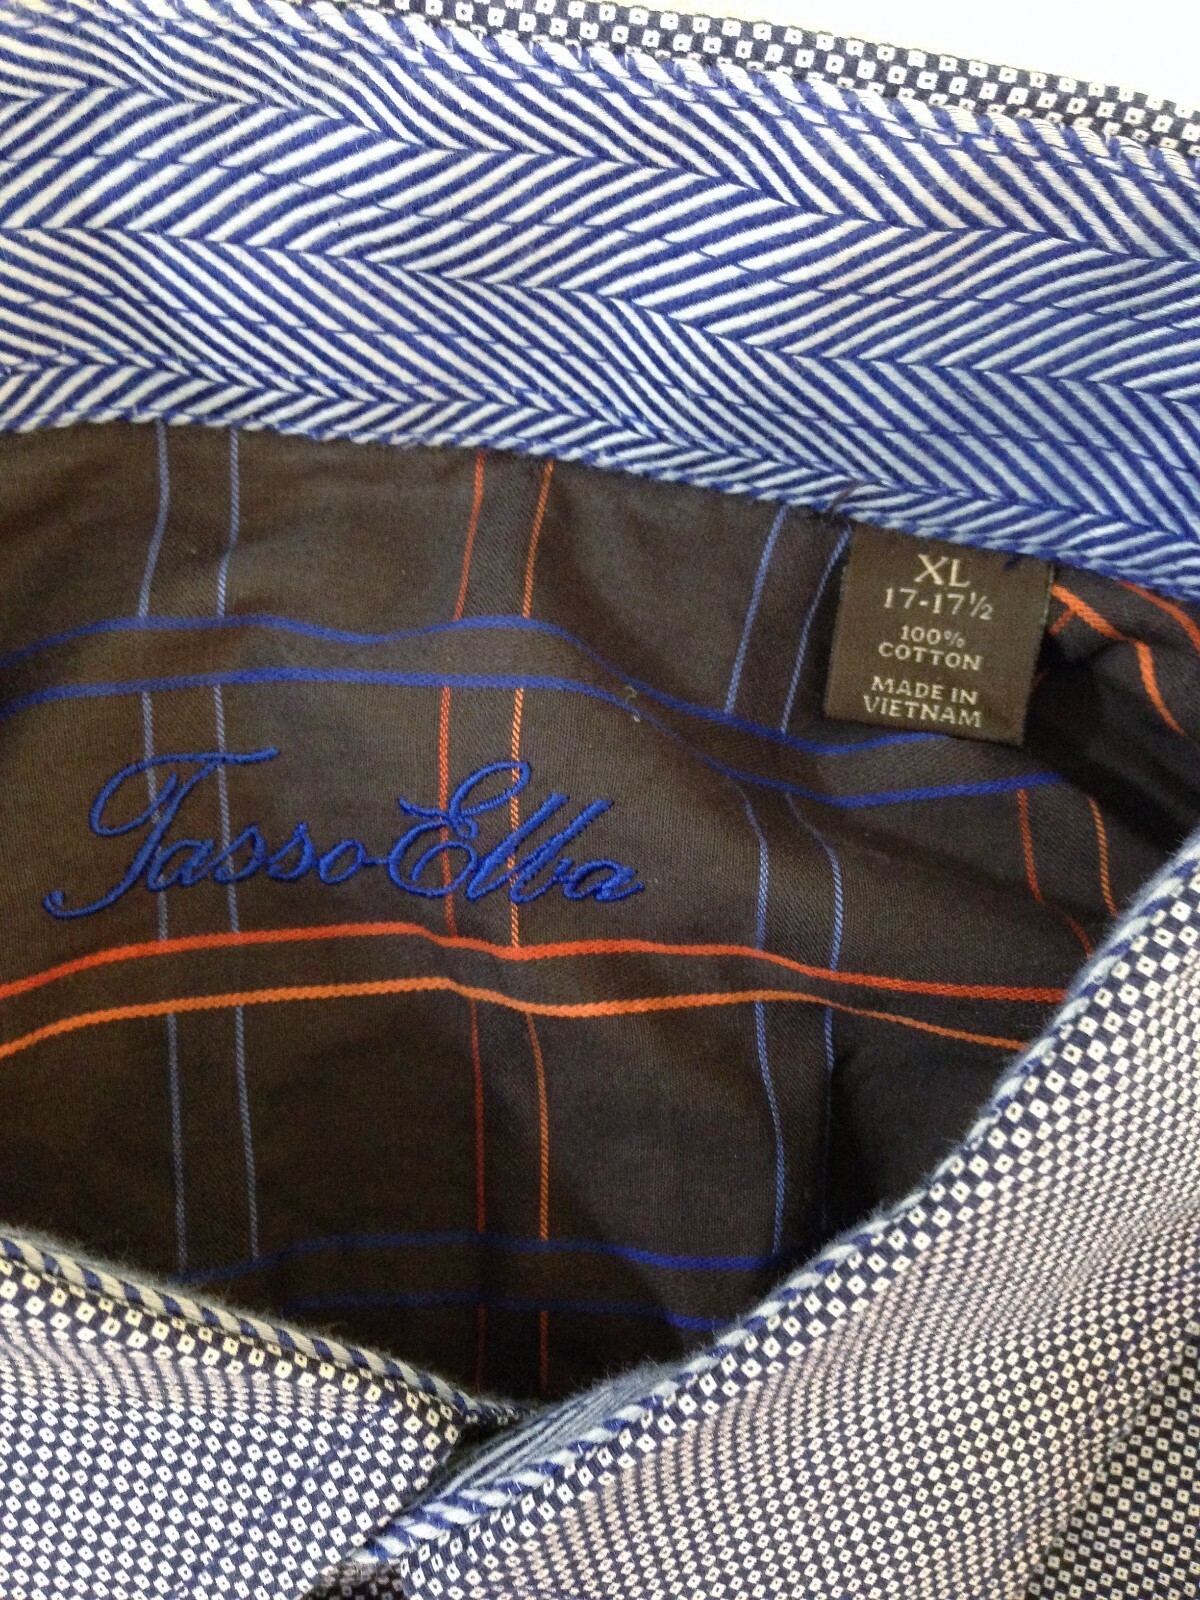 XL
17-17½
100%
COTTON
MADE IN
VIETNAM
Tasso Elba